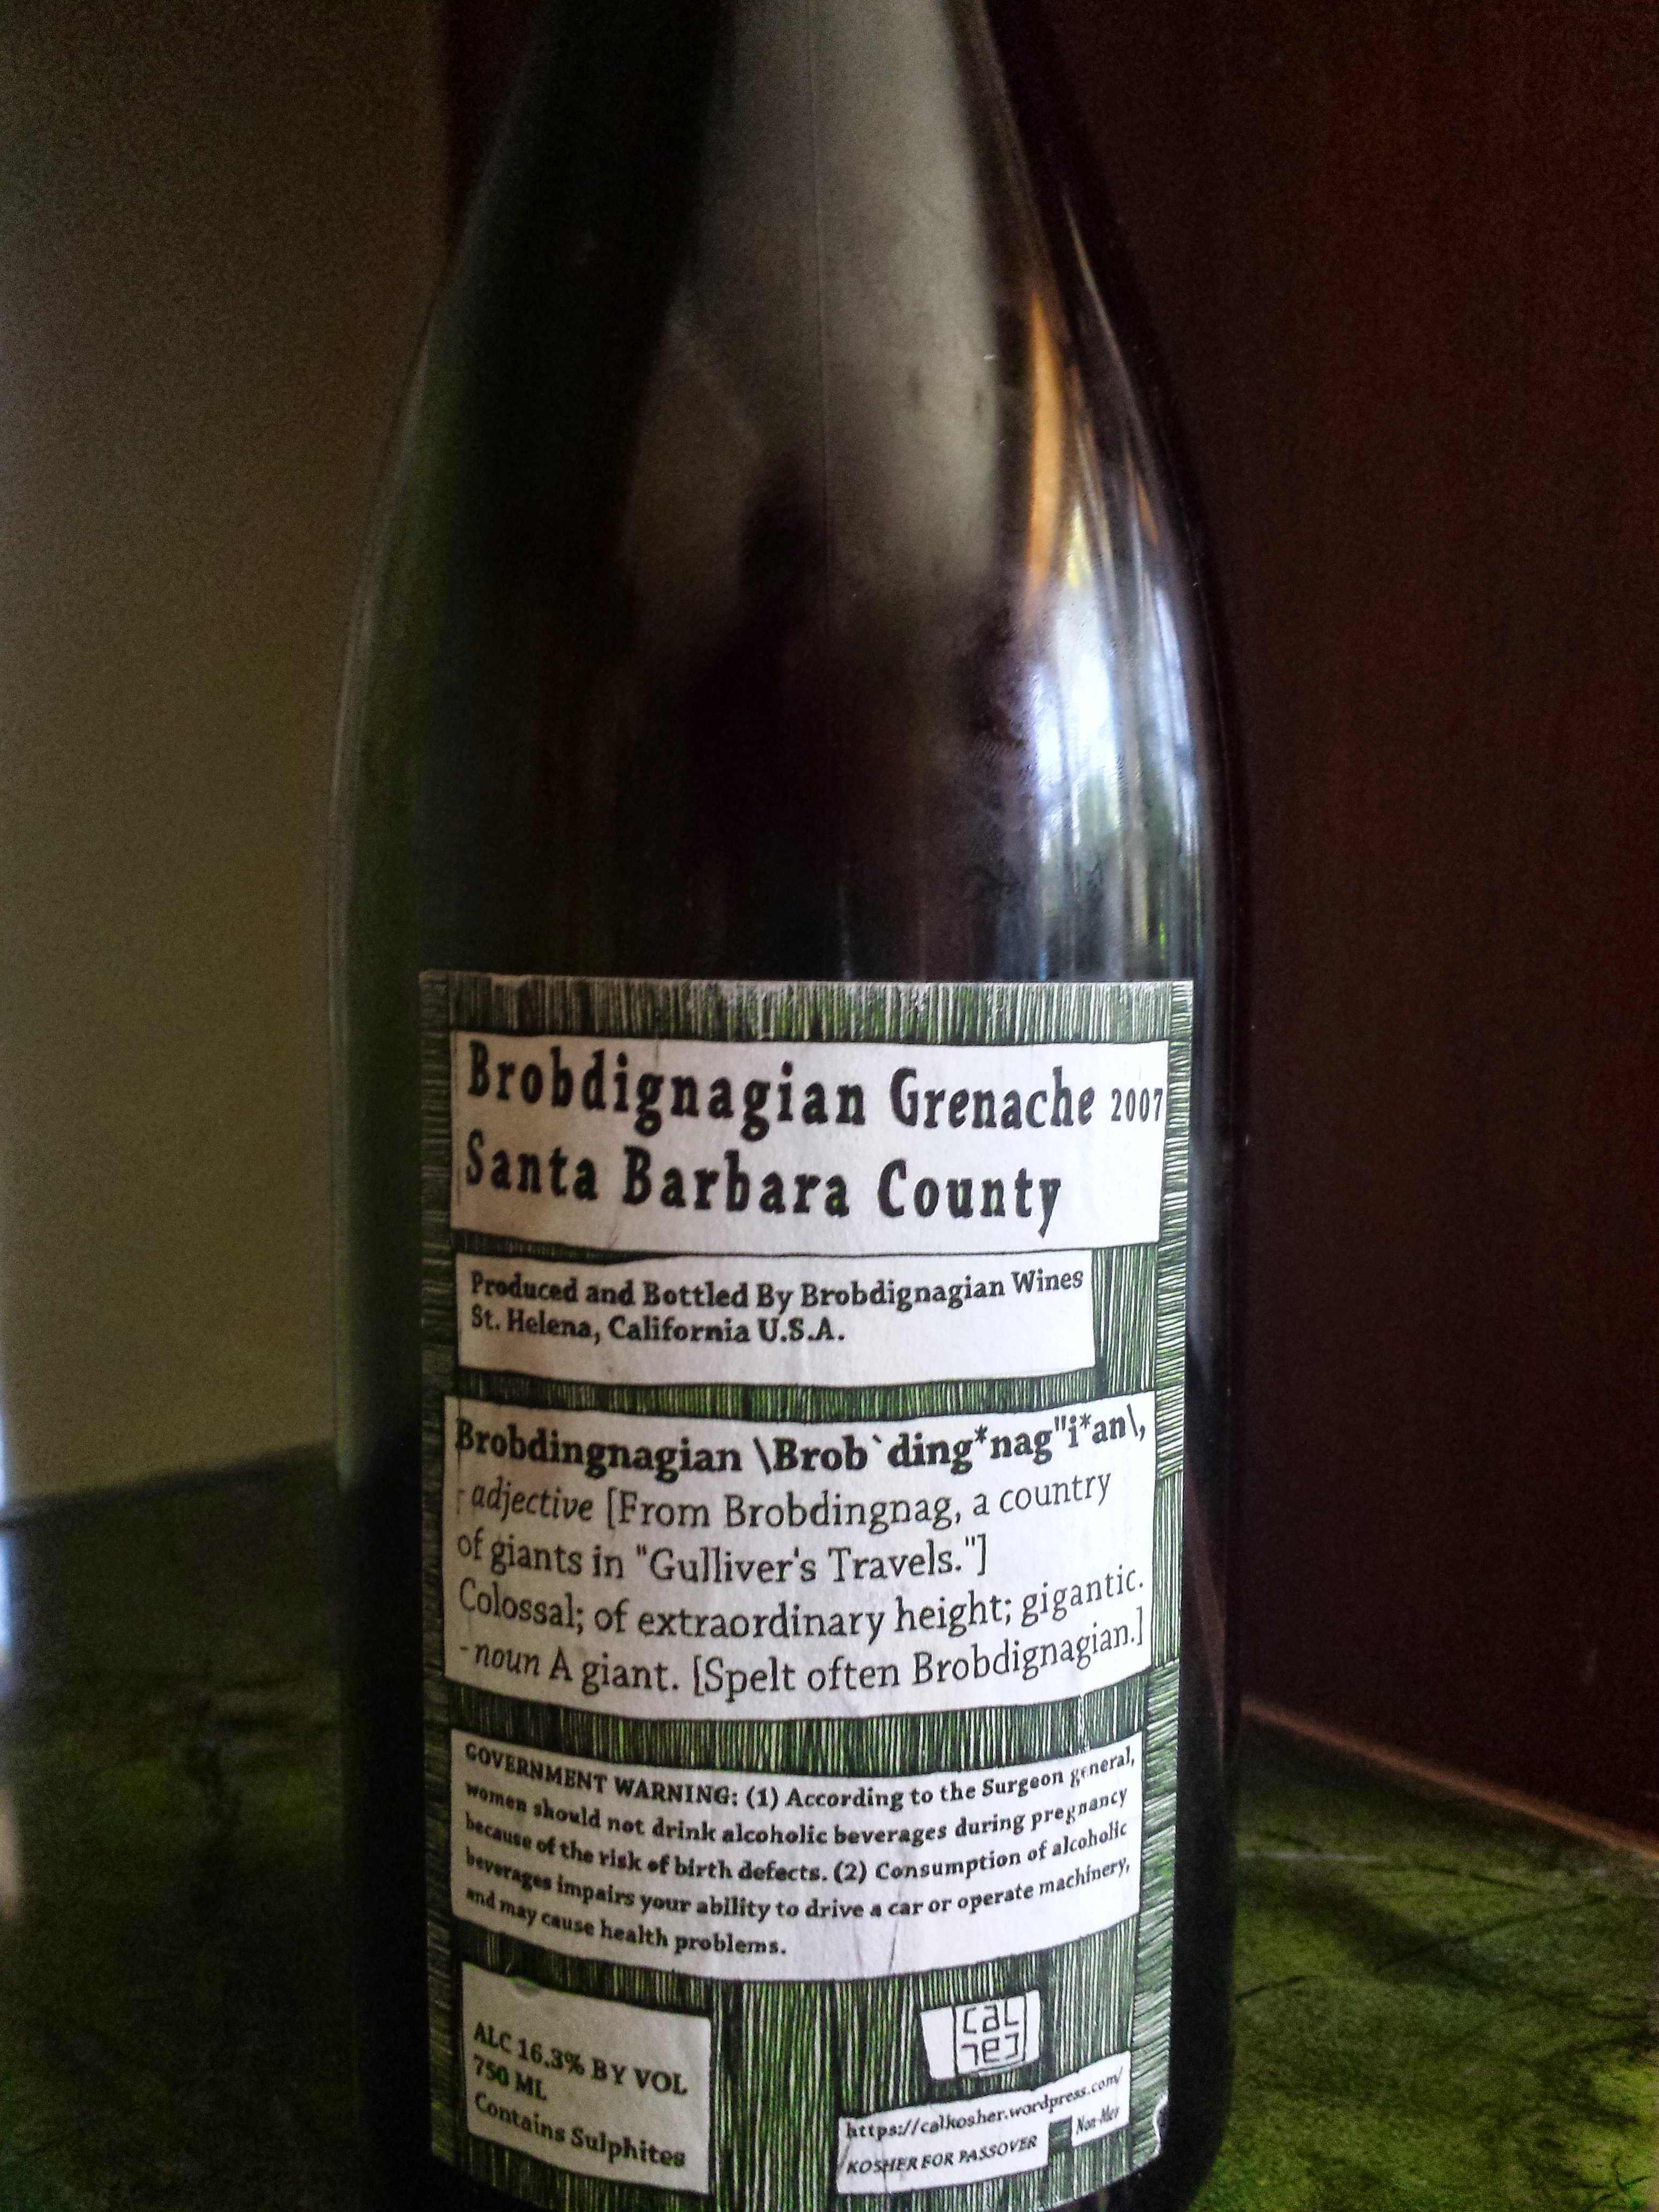 Brobdignagian Grenache 2007
Santa Barbara County
Produced and Bottled By Brobdignagian Wines
St. Helena, California U.S.A.
Brobdingnagian \Brob`ding*nag"i*an\,
- adjective [From Brobdingnag, a country
of giants in "Gulliver's Travels."]
Colossal; of extraordinary height; gigantic.
- noun A giant. [Spelt often Brobdignagian.]
GOVERNMENT WARNING: (1) According to the Surgeon general,
women should not drink alcoholic beverages during pregnancy
because of the risk of birth defects. (2) Consumption of alcoholic
beverages impairs your ability to drive a car or operate machinery,
and may cause health problems.
ALC 16.3% BY VOL
750 ML
Contains Sulphites
CaL
https://calkosher.wordpress.com/
KOSHER FOR PASSOVER
Non-Mev